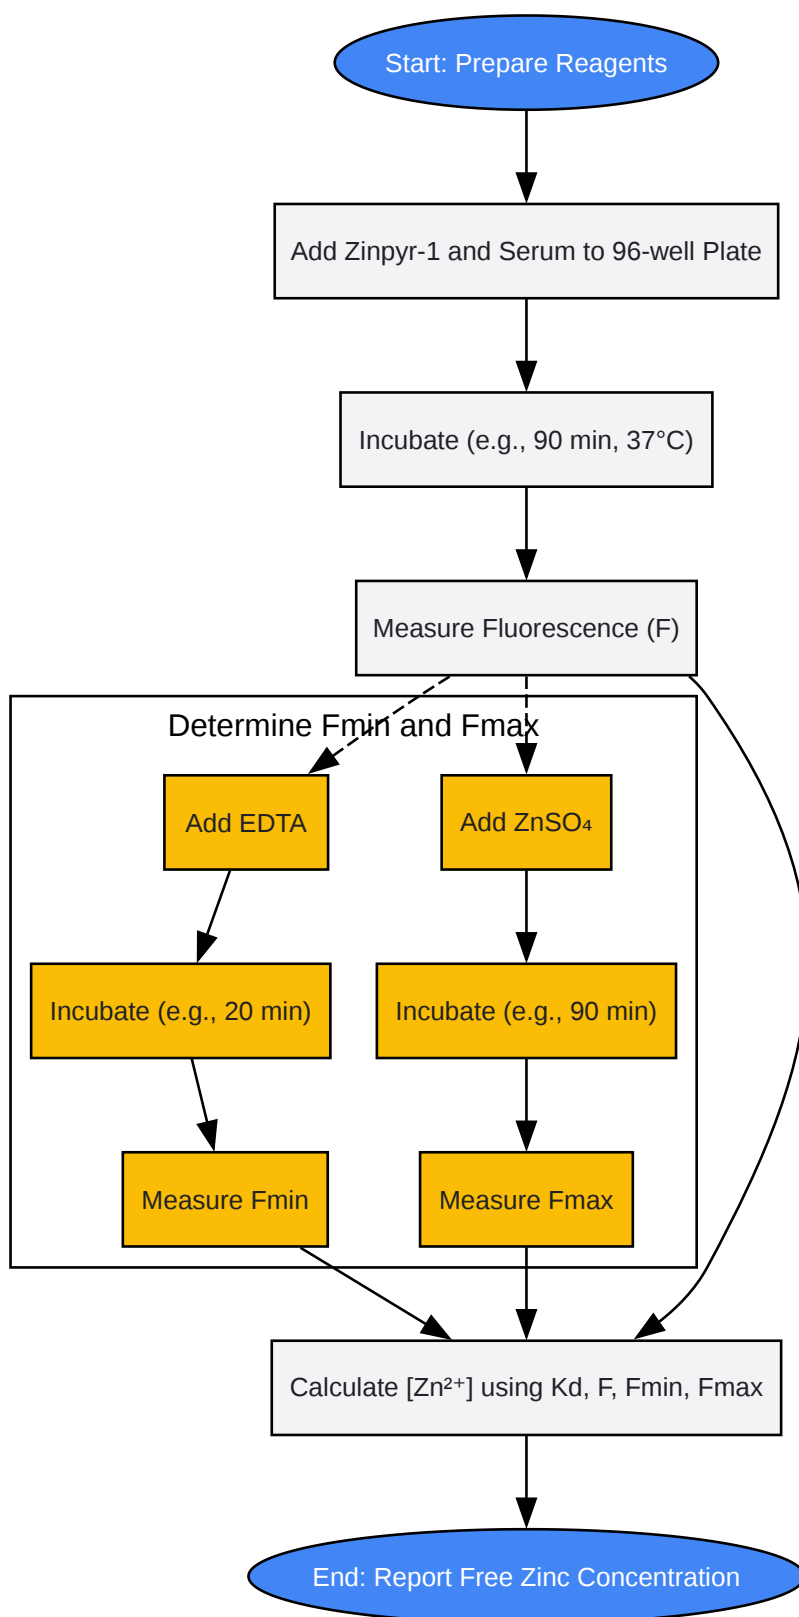 Start: Prepare Reagents
Add Zinpyr-1 and Serum to 96-well Plate
Incubate (e.g., 90 min, 37°C)
Measure Fluorescence (F)
Determine Fmin and Fmax
Add EDTA
Add ZnSO₄
Incubate (e.g., 20 min)
Incubate (e.g., 90 min)
Measure Fmin
Measure Fmax
Calculate [Zn²⁺] using Kd, F, Fmin, Fmax
End: Report Free Zinc Concentration